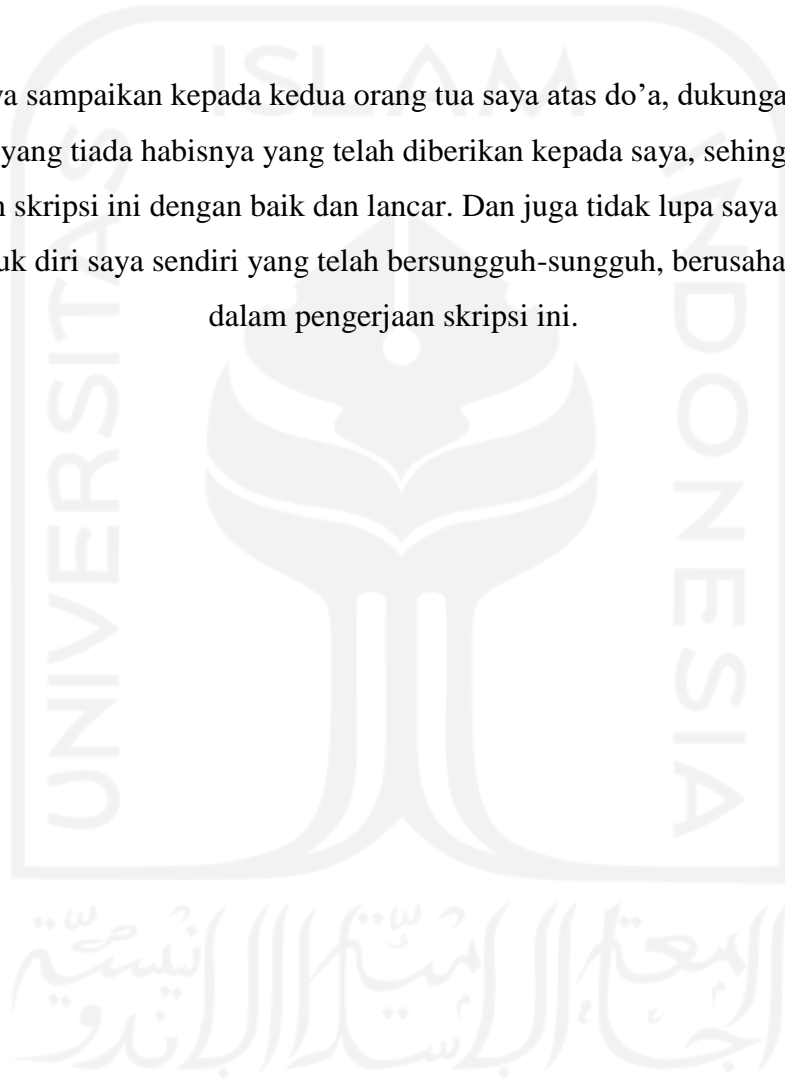 ya sampaikan kepada kedua orang tua saya atas do’a, dukunga
yang tiada habisnya yang telah diberikan kepada saya, sehing
n skripsi ini dengan baik dan lancar. Dan juga tidak lupa saya
uk diri saya sendiri yang telah bersungguh-sungguh, berusaha
dalam pengerjaan skripsi ini.
ISLAM
UNIVERSITAS
INDONESIA